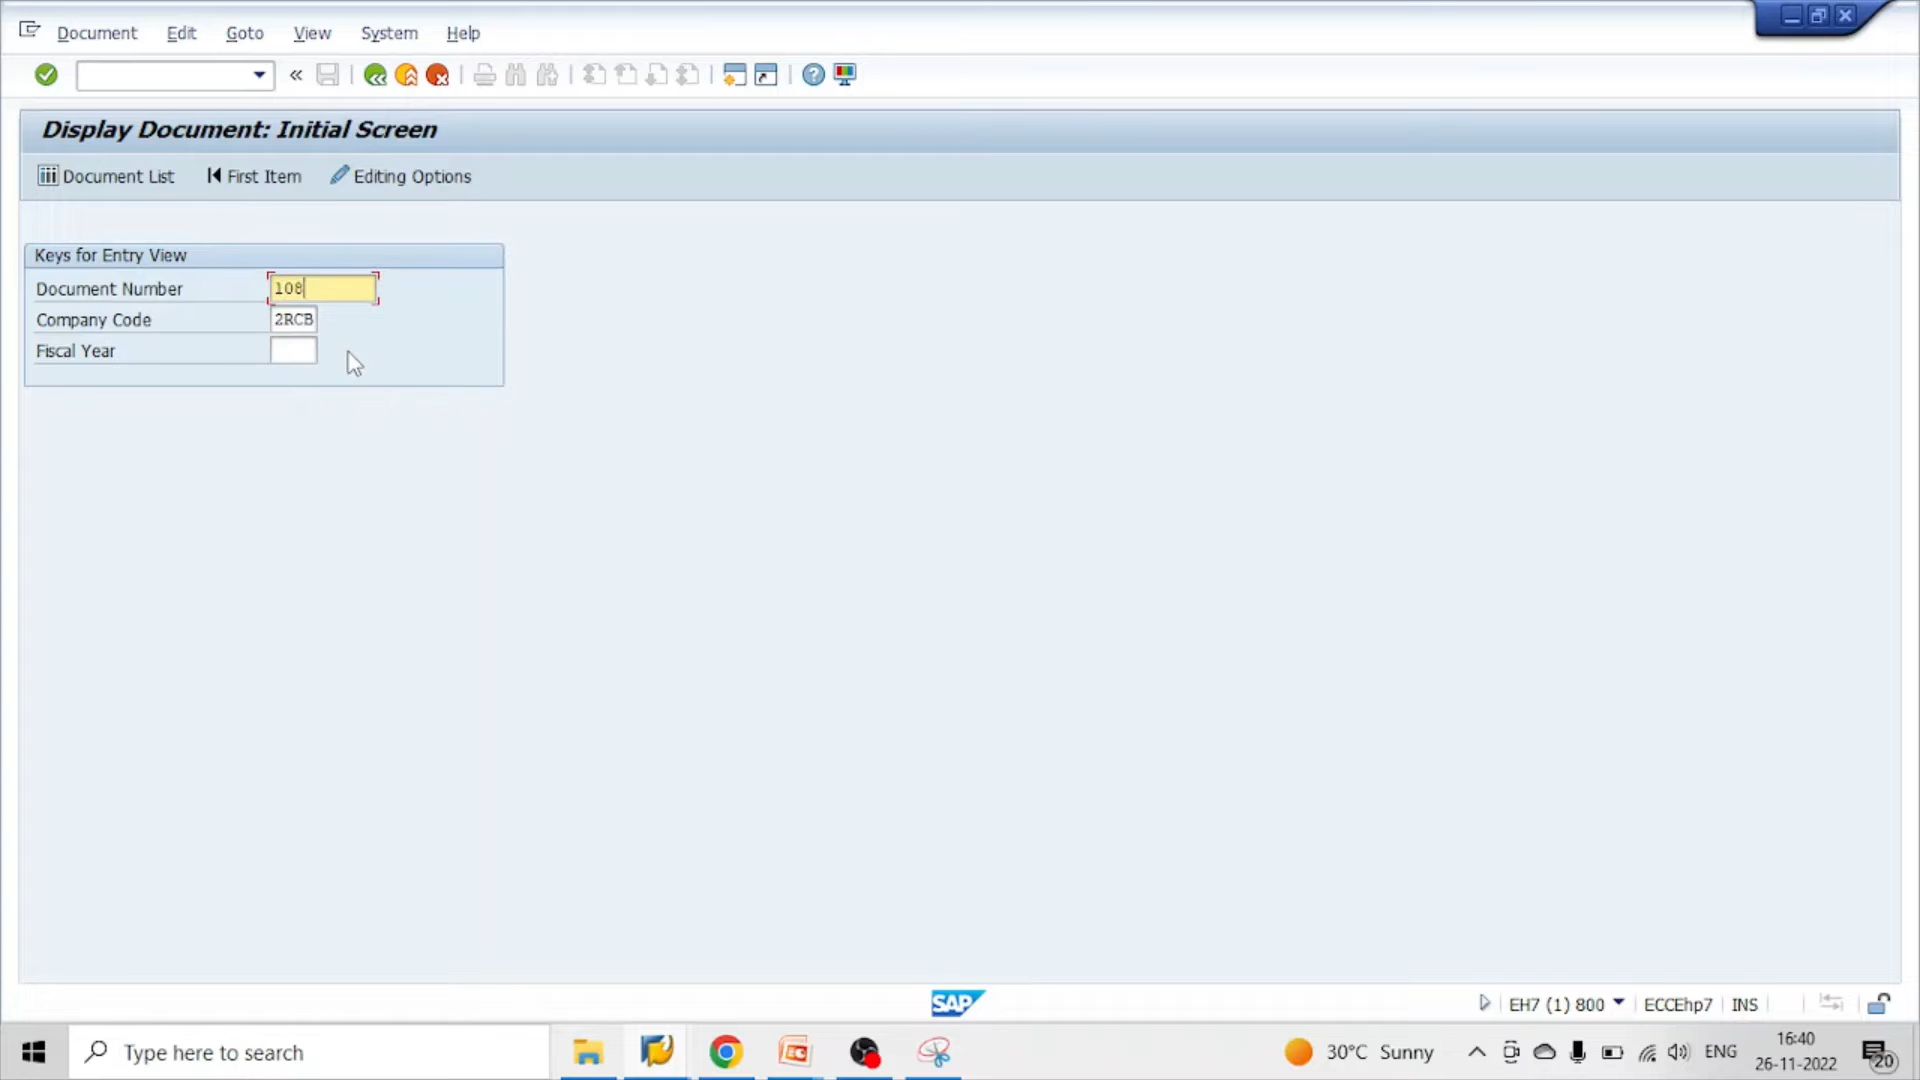 Document Edit Goto View System Help
Display Document: Initial Screen
Document List First Item Editing Options
Keys for Entry View
Document Number 108
Company Code 2RCB
Fiscal Year
SAP
EH7 (1) 800 ECCEhp7 INS
Type here to search
30°C Sunny
ENG
16:40
26-11-2022
20